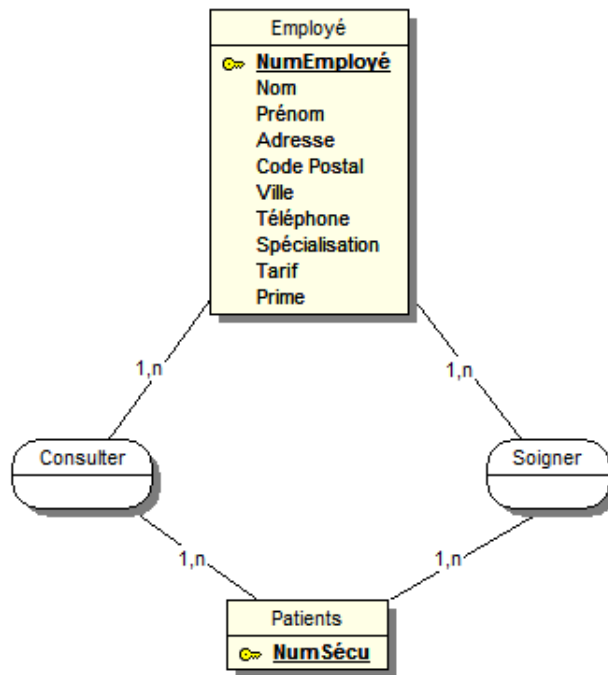 Employé
NumEmployé
Nom
Prénom
Adresse
Code Postal
Ville
Téléphone
Spécialisation
Tarif
Prime
1,n
1,n
Consulter
Soigner
1,n
1,n
Patients
NumSécu